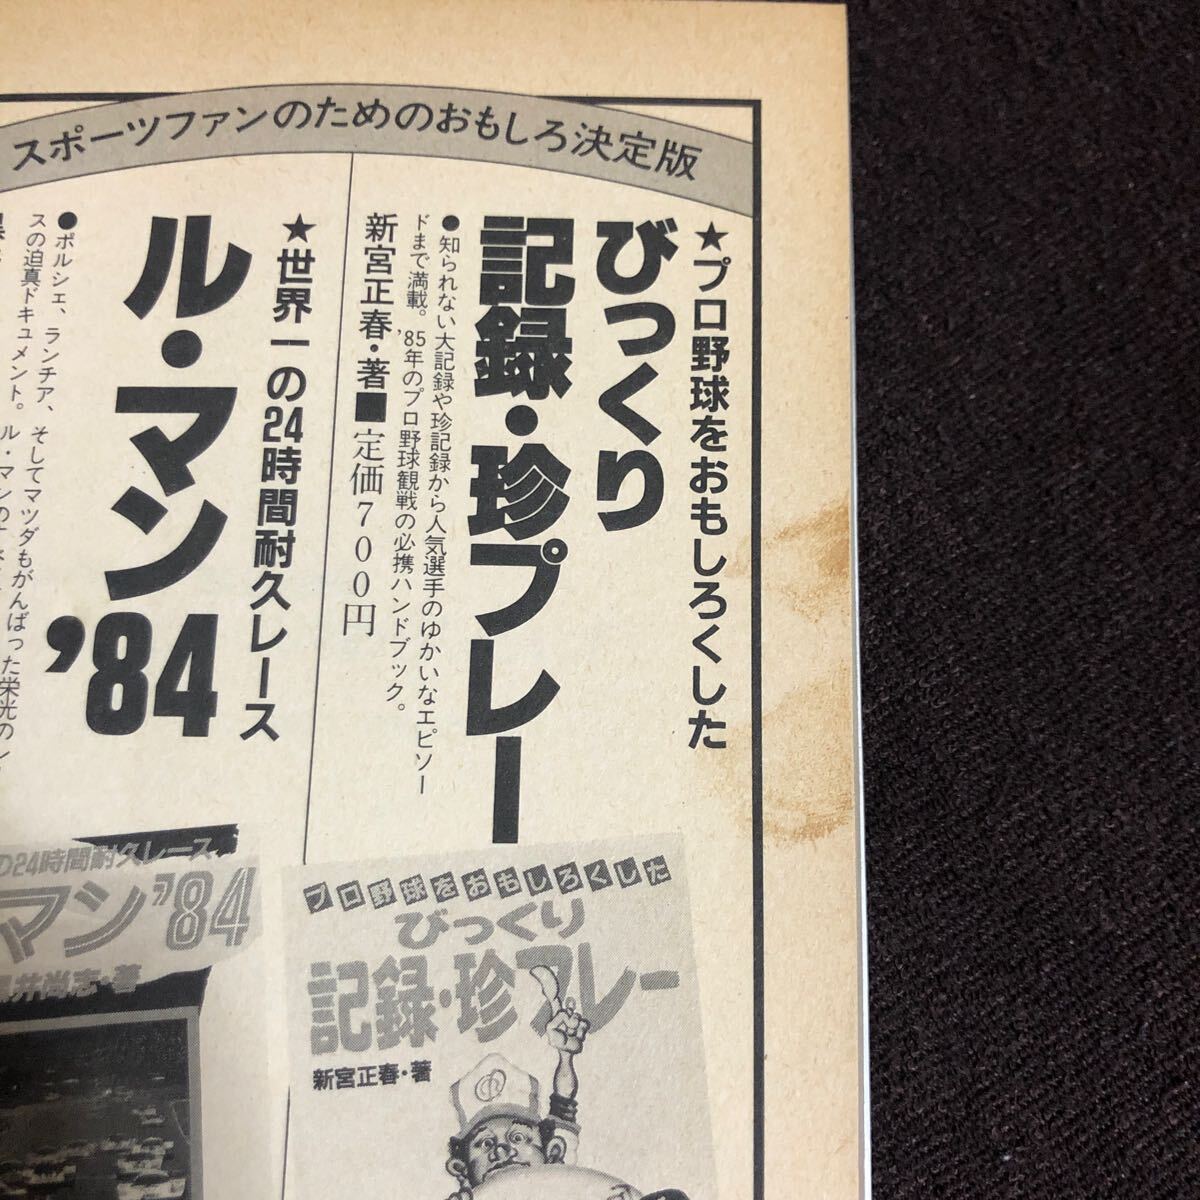 スポーツファンのためのおもしろ決定版
★プロ野球をおもしろくした
びっくり
記録・珍プレー
●知られない大記録や珍記録から人気選手のゆかいなエピソー
ドまで満載。'85年のプロ野球観戦の必携ハンドブック。
新宮正春・著■定価700円
★世界一の24時間耐久レース
ル・マン'84
●ポルシェ、ランチア、そしてマツダもがんばった栄光のレー
スの迫真ドキュメント。ル・マンの
プロ野球をおもしろくした
びっくり
記録・珍プレー
新宮正春・著
24時間耐久レース
マン'84
井尚志・著